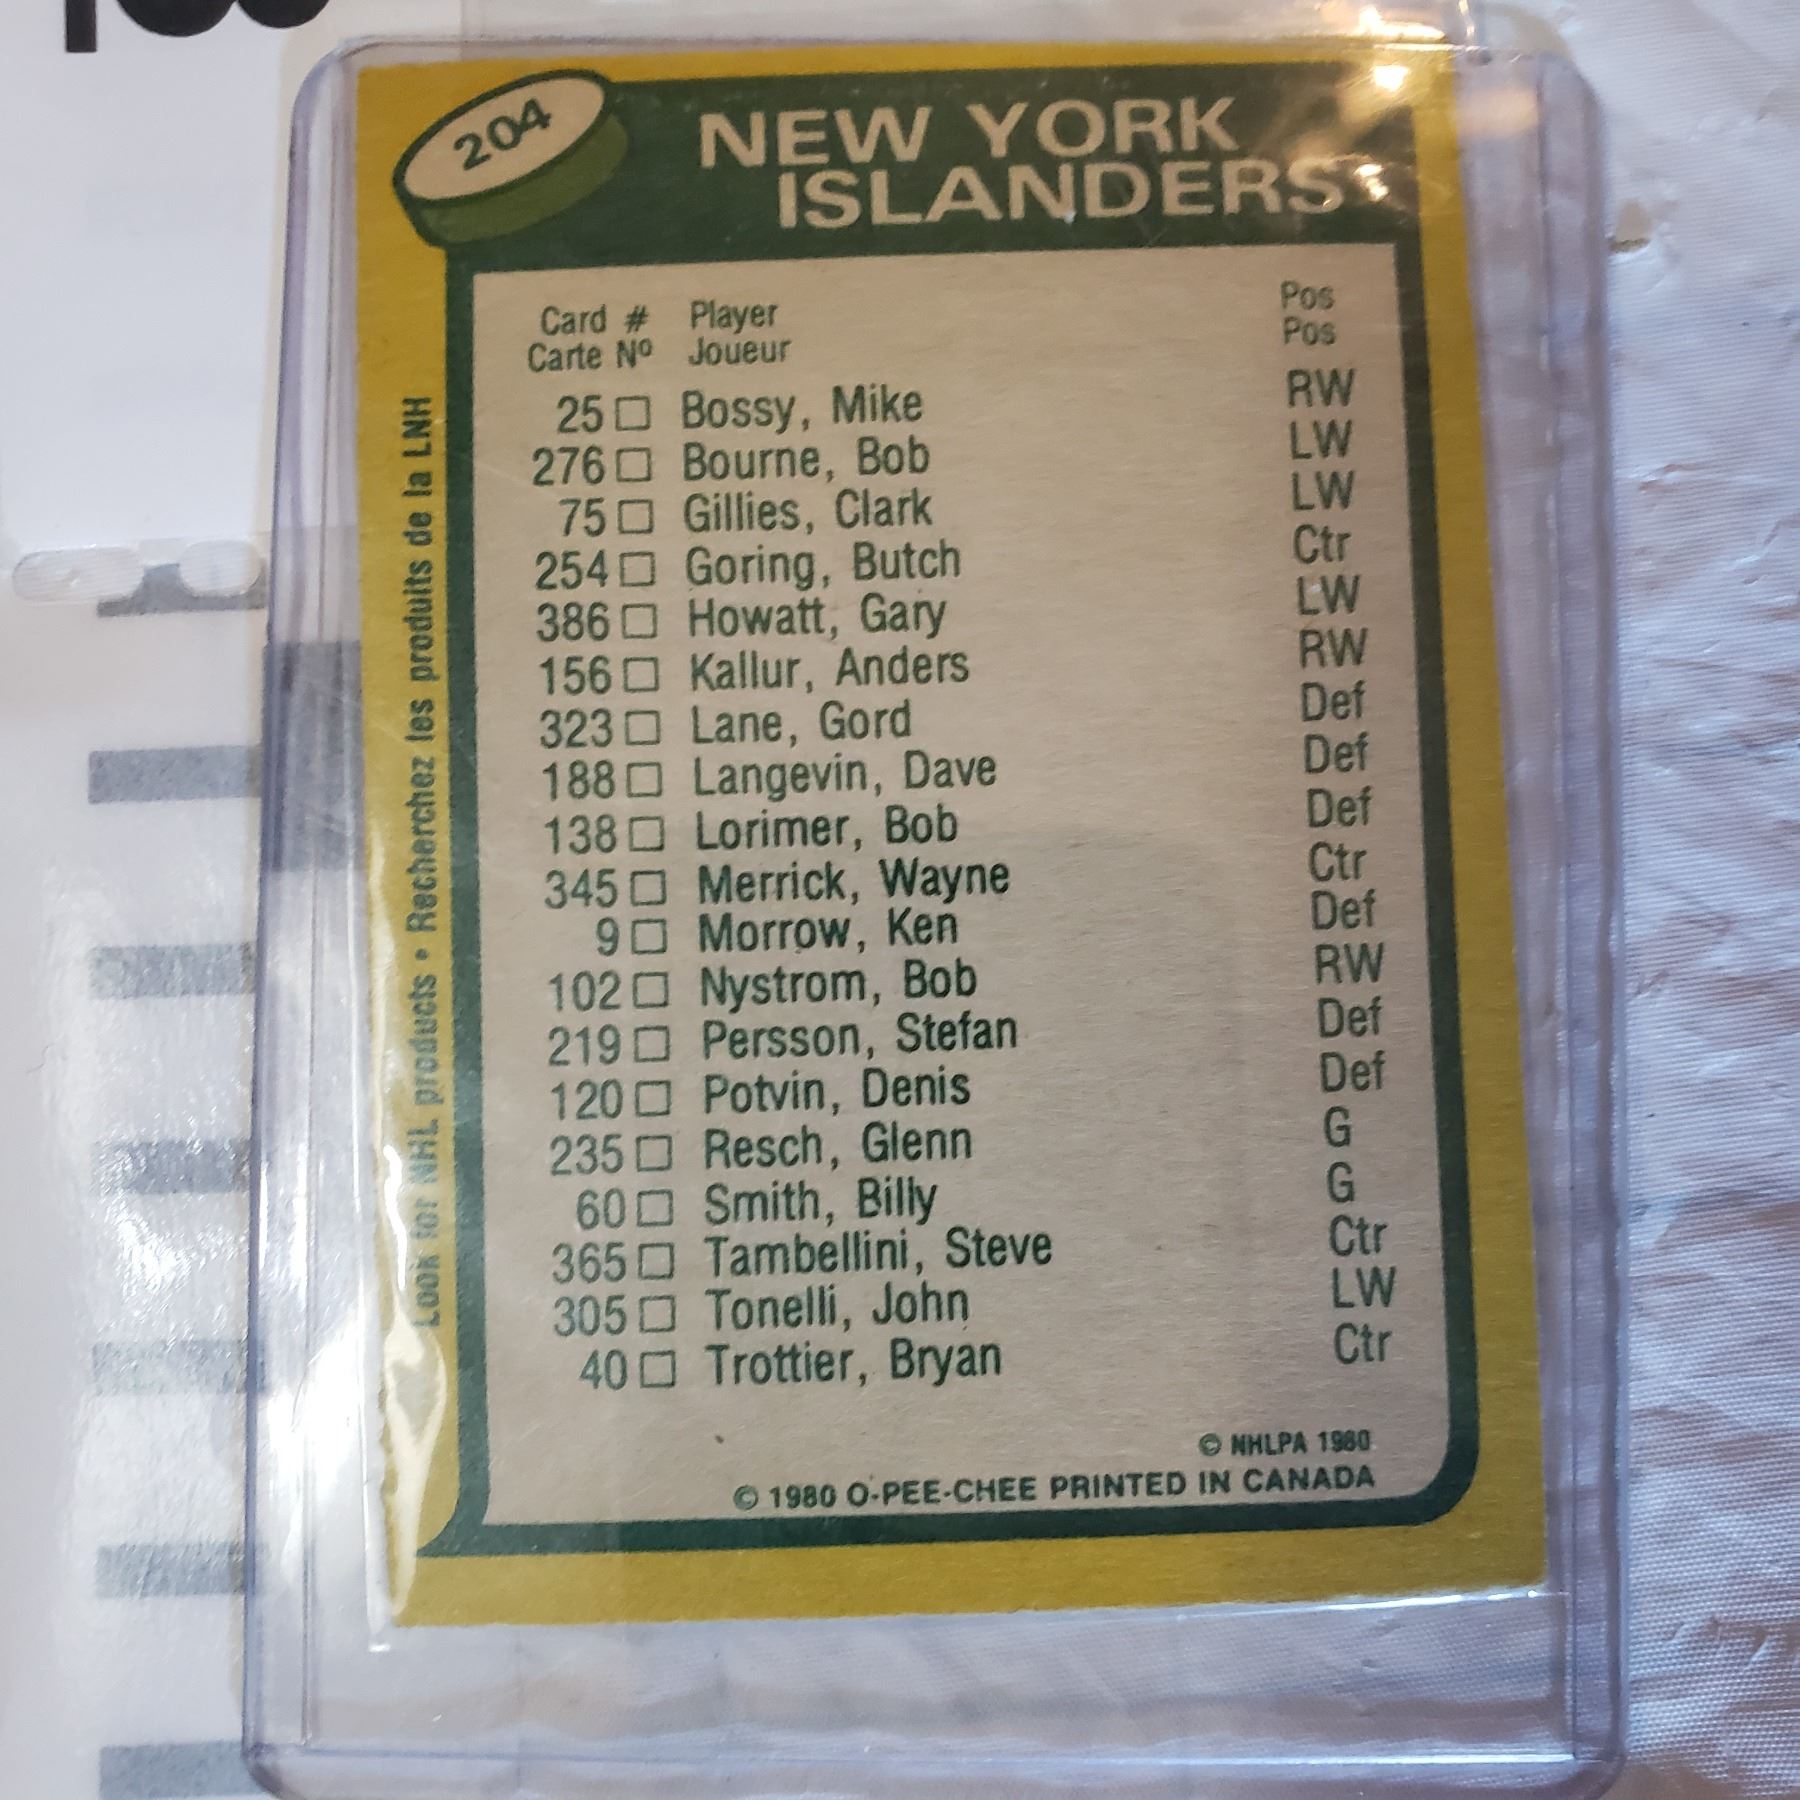 204
NEW YORK
ISLANDERS
Card # Player Pos
Carte Nº Joueur Pos
25 Bossy, Mike RW
276 Bourne, Bob LW
75 Gillies, Clark LW
254 Goring, Butch Ctr
386 Howatt, Gary LW
156 Kallur, Anders RW
323 Lane, Gord Def
188 Langevin, Dave Def
138 Lorimer, Bob Def
345 Merrick, Wayne Ctr
9 Morrow, Ken Def
102 Nystrom, Bob RW
219 Persson, Stefan Def
120 Potvin, Denis Def
235 Resch, Glenn G
60 Smith, Billy G
365 Tambellini, Steve Ctr
305 Tonelli, John LW
40 Trottier, Bryan Ctr
© NHLPA 1980
© 1980 O-PEE-CHEE PRINTED IN CANADA
Look for NHL products • Recherchez les produits de la LNH